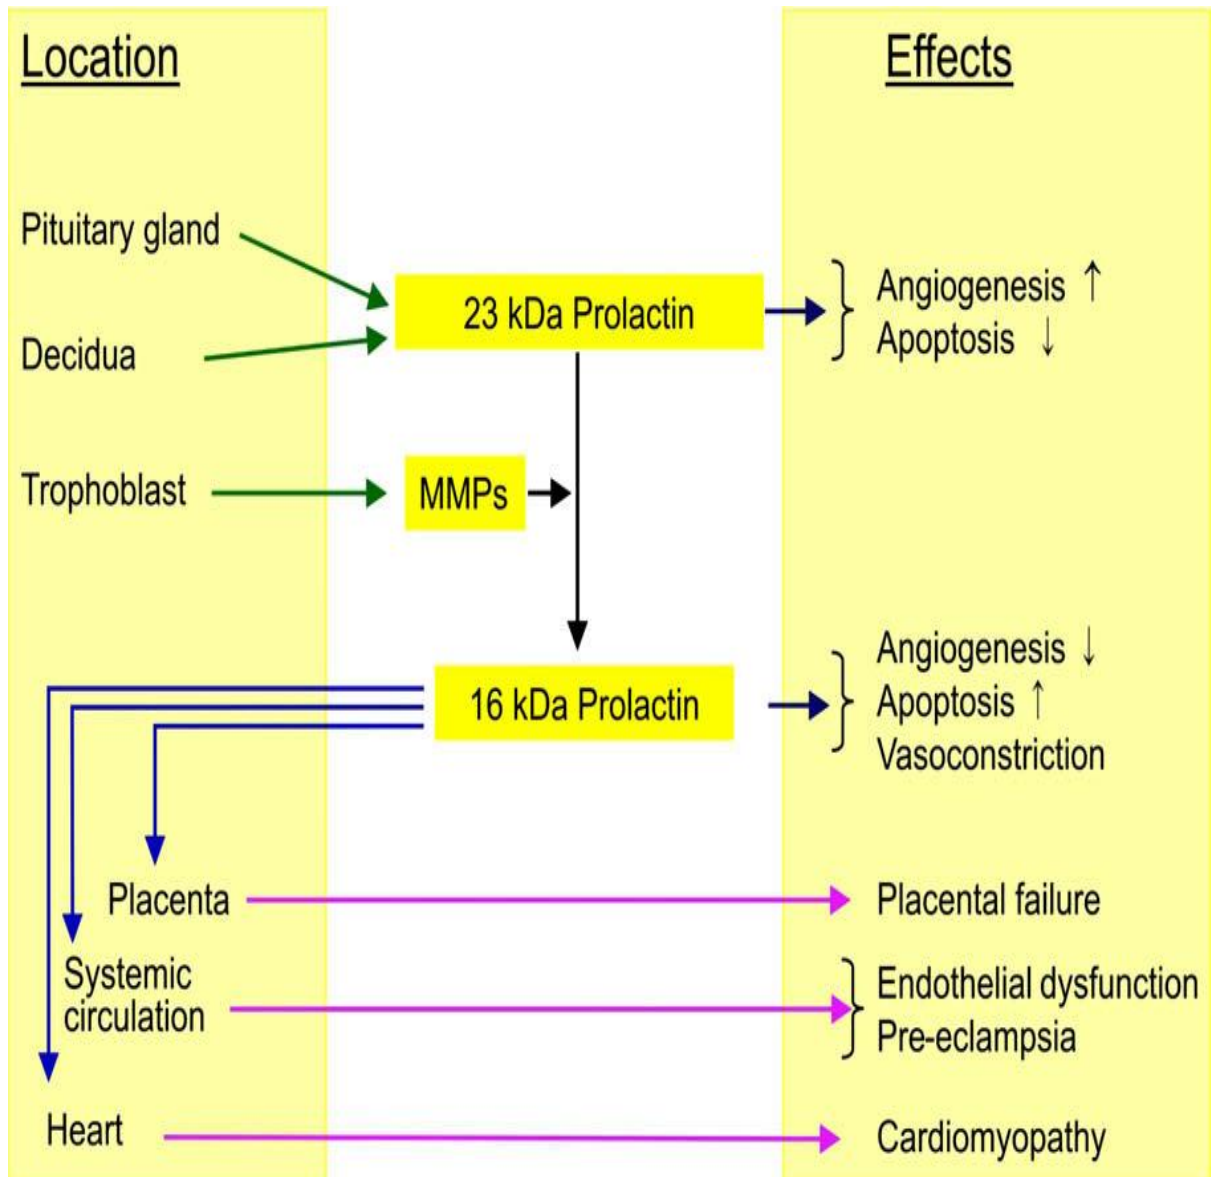 Location
Effects
Pituitary gland
Decidua
23 kDa Prolactin
Angiogenesis ↑
Apoptosis ↓
Trophoblast
MMPs
16 kDa Prolactin
Angiogenesis ↓
Apoptosis ↑
Vasoconstriction
Placenta
Placental failure
Systemic
circulation
Endothelial dysfunction
Pre-eclampsia
Heart
Cardiomyopathy